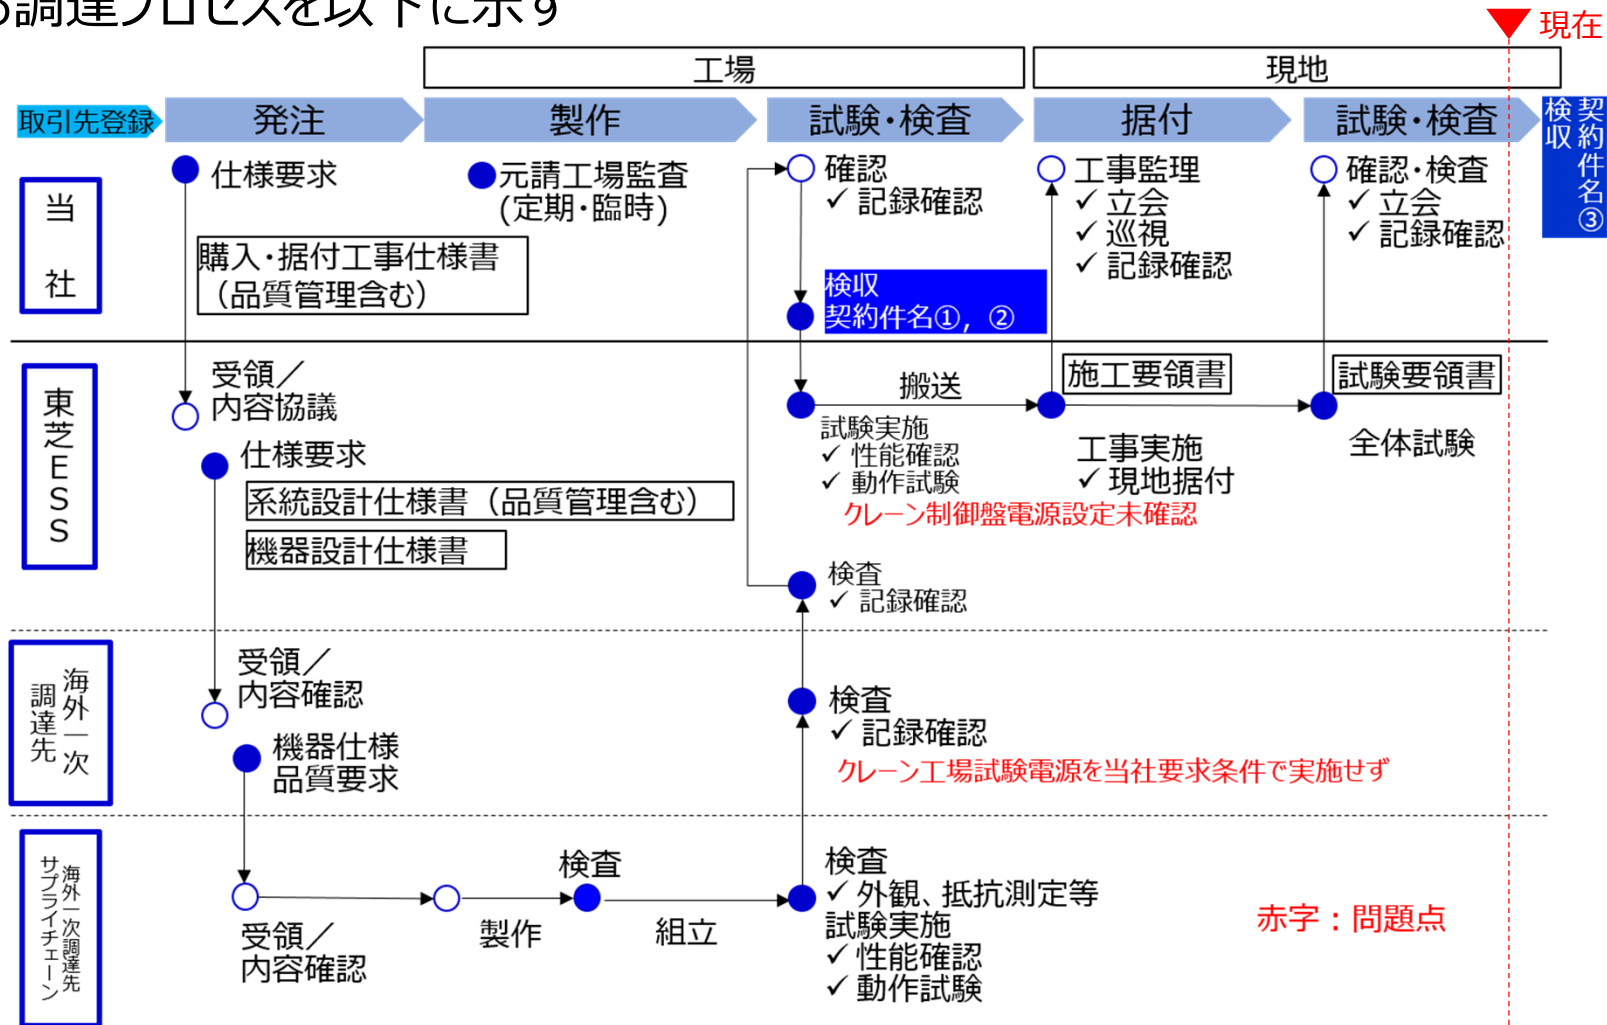 る調達プロセスを以下に示す
現在
工場
現地
取引先登録
発注
製作
試験・検査
据付
試験・検査
検収
契約件名③
当社
仕様要求
元請工場監査
(定期・臨時)
確認
✓ 記録確認
工事監理
✓ 立会
✓ 巡視
✓ 記録確認
確認・検査
✓ 立会
✓ 記録確認
購入・据付工事仕様書
（品質管理含む）
検収
契約件名①，②
東芝ESS
受領／
内容協議
搬送
施工要領書
試験要領書
試験実施
✓ 性能確認
✓ 動作試験
クレーン制御盤電源設定未確認
工事実施
✓ 現地据付
全体試験
仕様要求
系統設計仕様書（品質管理含む）
機器設計仕様書
検査
✓ 記録確認
海外一次
調達先
受領／
内容確認
検査
✓ 記録確認
クレーン工場試験電源を当社要求条件で実施せず
機器仕様
品質要求
海外一次調達先
サプライチェーン
受領／
内容確認
製作
検査
組立
検査
✓ 外観、抵抗測定等
試験実施
✓ 性能確認
✓ 動作試験
赤字：問題点